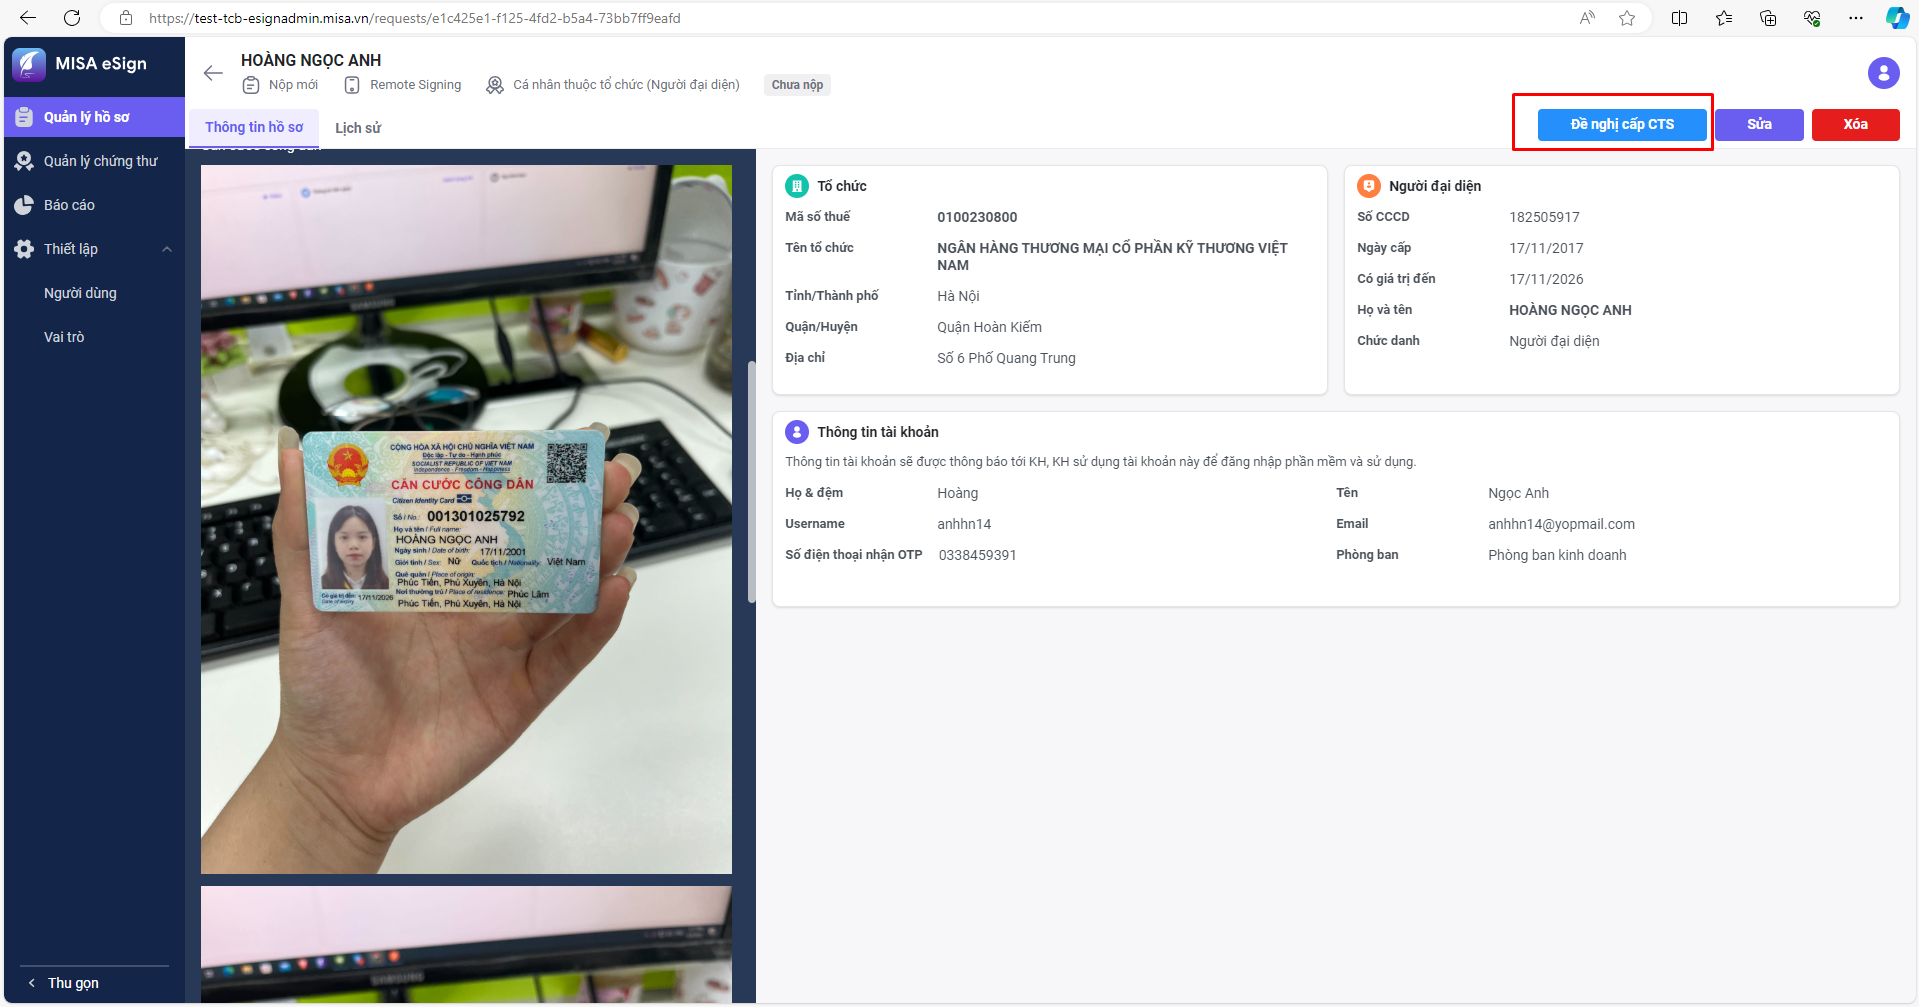 https://test-tcb-esignadmin.misa.vn/requests/e1c425e1-f125-4fd2-b5a4-73bb7ff9eafd
MISA eSign
HOÀNG NGỌC ANH
Nộp mới
Remote Signing
Cá nhân thuộc tổ chức (Người đại diện)
Chưa nộp
Quản lý hồ sơ
Quản lý chứng thư
Báo cáo
Thiết lập
Người dùng
Vai trò
Thu gọn
Thông tin hồ sơ
Lịch sử
Đề nghị cấp CTS
Sửa
Xóa
CỘNG HÒA XÃ HỘI CHỦ NGHĨA VIỆT NAM
Độc lập - Tự do - Hạnh phúc
SOCIALIST REPUBLIC OF VIET NAM
Independence - Freedom - Happiness
CĂN CƯỚC CÔNG DÂN
Citizen Identity Card
Số / No.: 001301025792
Họ và tên / Full name:
HOÀNG NGỌC ANH
Ngày sinh / Date of birth: 17/11/2001
Giới tính / Sex: Nữ Quốc tịch / Nationality: Việt Nam
Quê quán / Place of origin:
Phúc Tiến, Phú Xuyên, Hà Nội
Nơi thường trú / Place of residence: Phúc Lâm
Phúc Tiến, Phú Xuyên, Hà Nội
Có giá trị đến: 17/11/2026
Date of expiry
SAMSUNG
Tổ chức
Mã số thuế 0100230800
Tên tổ chức NGÂN HÀNG THƯƠNG MẠI CỔ PHẦN KỸ THƯƠNG VIỆT
NAM
Tỉnh/Thành phố Hà Nội
Quận/Huyện Quận Hoàn Kiếm
Địa chỉ Số 6 Phố Quang Trung
Người đại diện
Số CCCD 182505917
Ngày cấp 17/11/2017
Có giá trị đến 17/11/2026
Họ và tên HOÀNG NGỌC ANH
Chức danh Người đại diện
Thông tin tài khoản
Thông tin tài khoản sẽ được thông báo tới KH, KH sử dụng tài khoản này để đăng nhập phần mềm và sử dụng.
Họ & đệm Hoàng Tên Ngọc Anh
Username anhhn14 Email anhhn14@yopmail.com
Số điện thoại nhận OTP 0338459391 Phòng ban Phòng ban kinh doanh